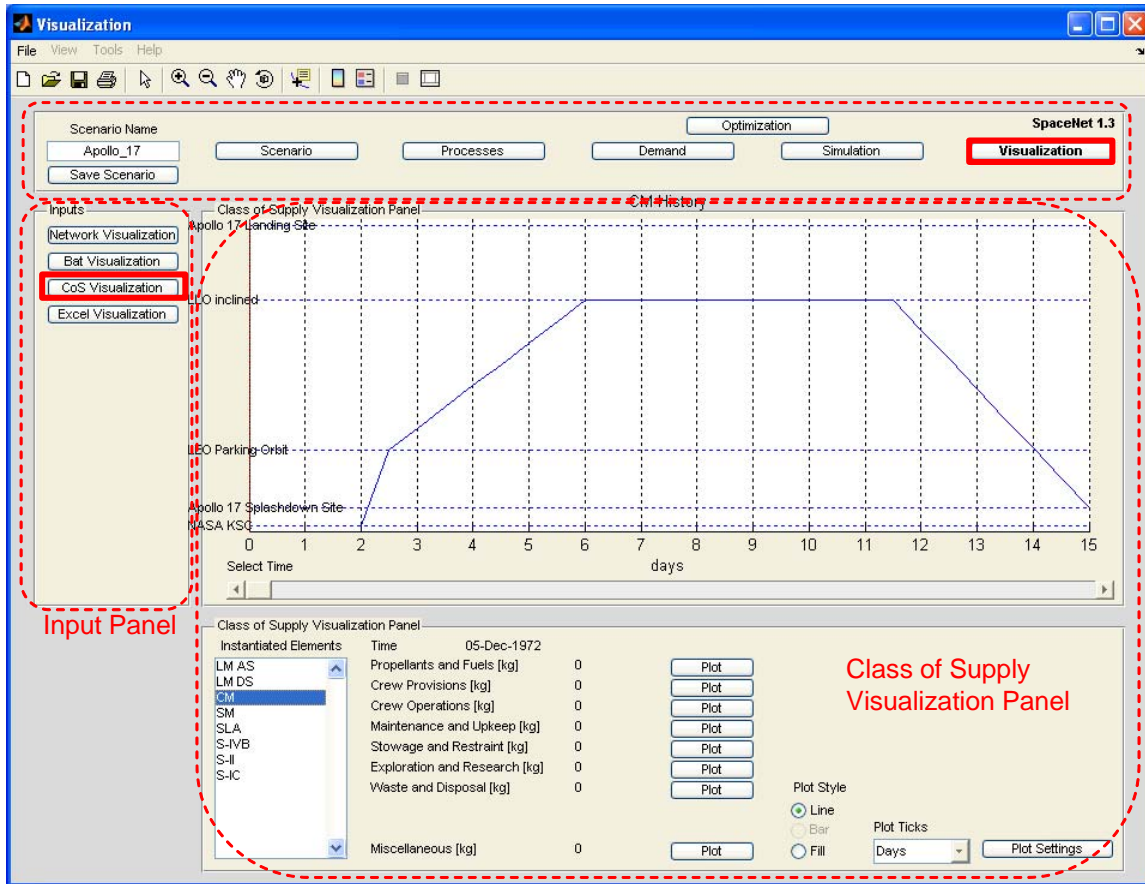 Visualization
File View Tools Help
Scenario Name
Optimization
SpaceNet 1.3
Apollo_17
Scenario
Processes
Demand
Simulation
Visualization
Save Scenario
Inputs
Class of Supply Visualization Panel
CM History
Network Visualization
Bat Visualization
CoS Visualization
Excel Visualization
Apollo 17 Landing Site
LLO inclined
LEO Parking Orbit
Apollo 17 Splashdown Site
NASA KSC
0 1 2 3 4 5 6 7 8 9 10 11 12 13 14 15
Select Time
days
Input Panel
Class of Supply Visualization Panel
Instantiated Elements
Time 05-Dec-1972
LM AS
LM DS
CM
SM
SLA
S-IVB
S-II
S-IC
Propellants and Fuels [kg] 0 Plot
Crew Provisions [kg] 0 Plot
Crew Operations [kg] 0 Plot
Maintenance and Upkeep [kg] 0 Plot
Stowage and Restraint [kg] 0 Plot
Exploration and Research [kg] 0 Plot
Waste and Disposal [kg] 0 Plot
Miscellaneous [kg] 0 Plot
Class of Supply
Visualization Panel
Plot Style
Line
Bar
Fill
Plot Ticks
Days
Plot Settings